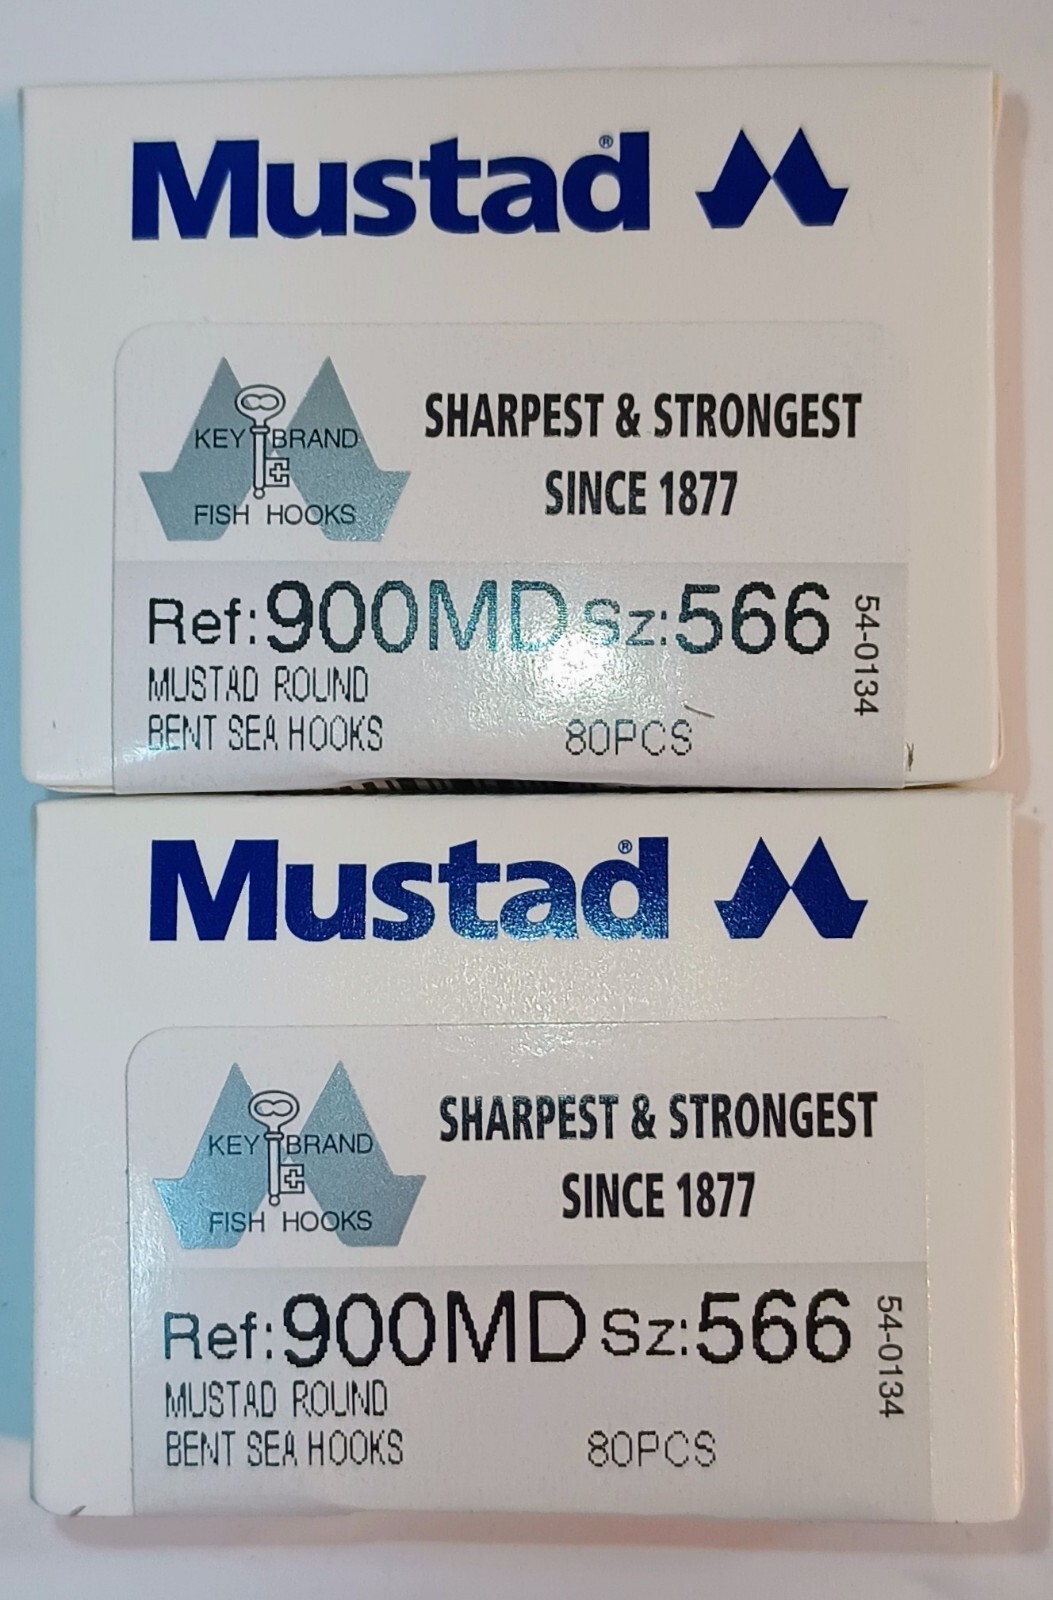 Mustad®
KEY BRAND
FISH HOOKS
SHARPEST & STRONGEST
SINCE 1877
Ref:900MD Sz:566
MUSTAD ROUND
BENT SEA HOOKS 80PCS
54-0134
Mustad®
KEY BRAND
FISH HOOKS
SHARPEST & STRONGEST
SINCE 1877
Ref:900MD Sz:566
MUSTAD ROUND
BENT SEA HOOKS 80PCS
54-0134